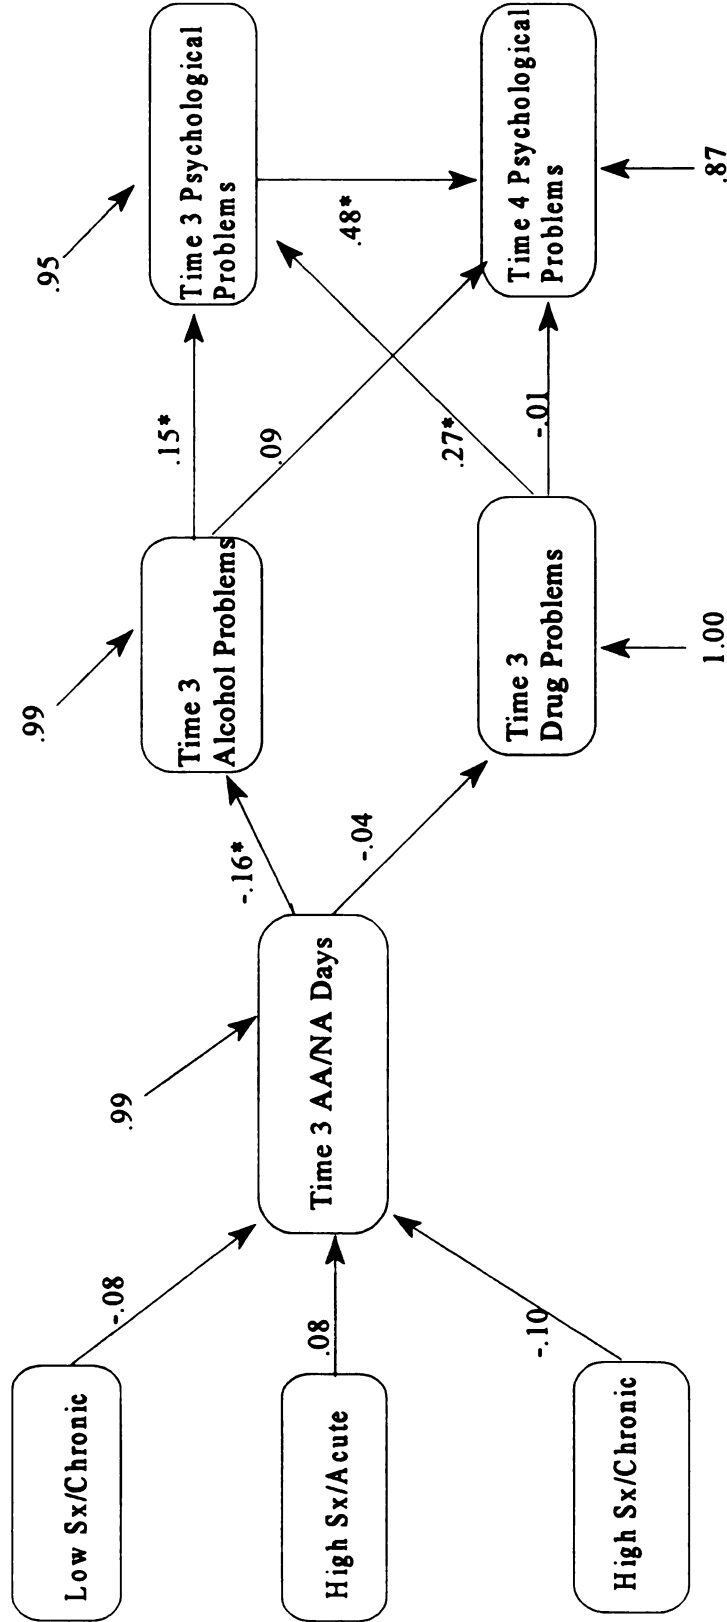 Low Sx/Chronic
High Sx/Acute
High Sx/Chronic
-.08
.08
-.10
.99
Time 3 AA/NA Days
-.16*
-.04
.99
Time 3
Alcohol Problems
Time 3
Drug Problems
1.00
.15*
.09
.27*
-.01
.95
Time 3 Psychological
Problems
.48*
Time 4 Psychological
Problems
.87